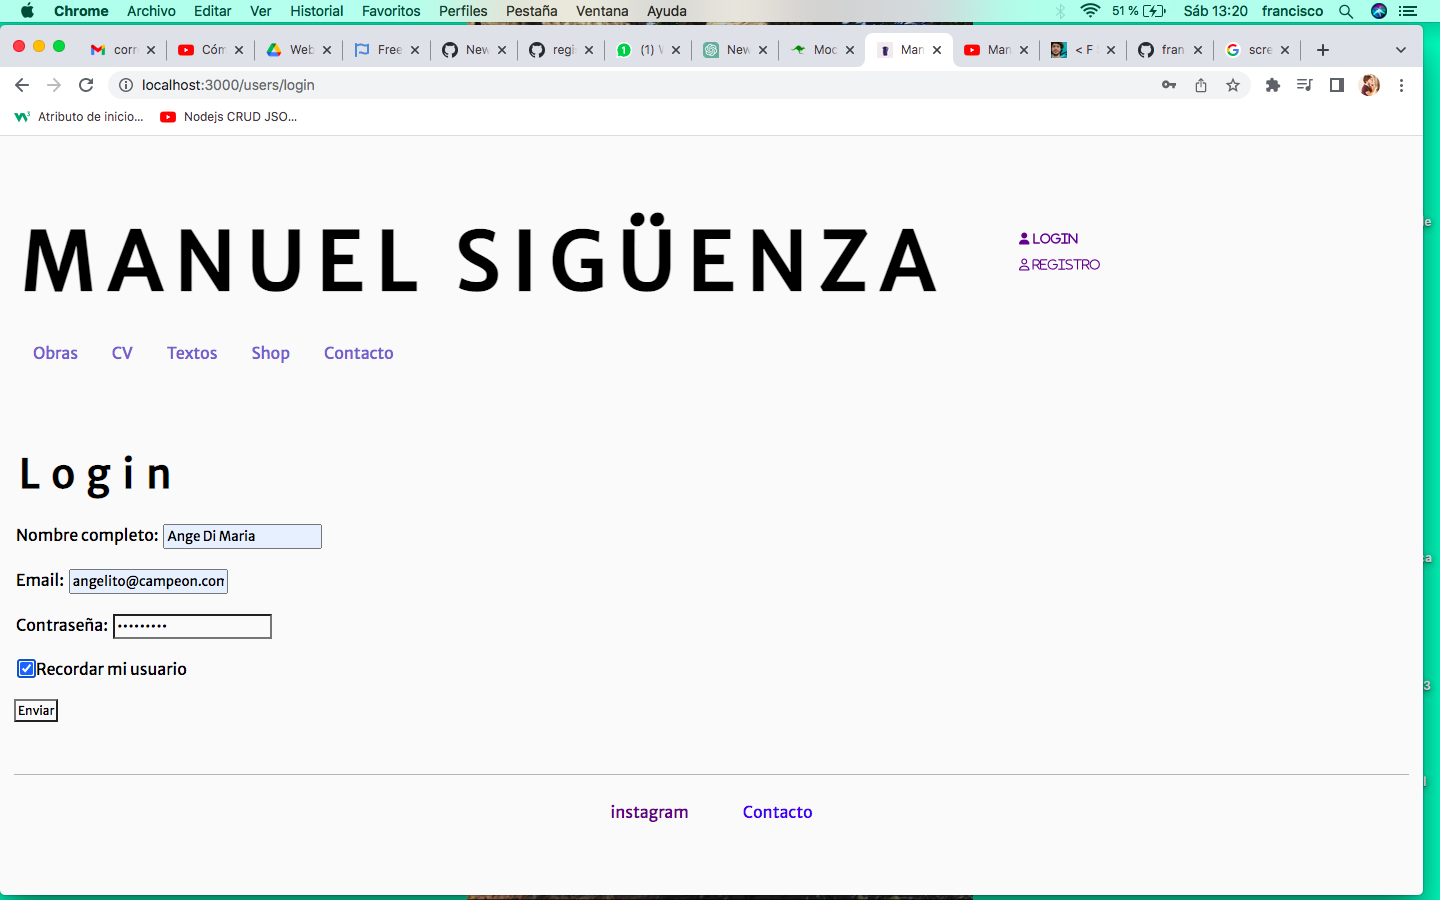 Chrome Archivo Editar Ver Historial Favoritos Perfiles Pestaña Ventana Ayuda 51 % Sáb 13:20 francisco
corr Cóm Web Free New regi (1) New Moc Man Man < F fran scre
localhost:3000/users/login
Atributo de inicio... Nodejs CRUD JSO...
MANUEL SIGÜENZA
LOGIN
REGISTRO
Obras CV Textos Shop Contacto
Login
Nombre completo: Ange Di Maria
Email: angelito@campeon.com
Contraseña: •••••••••
Recordar mi usuario
Enviar
instagram Contacto